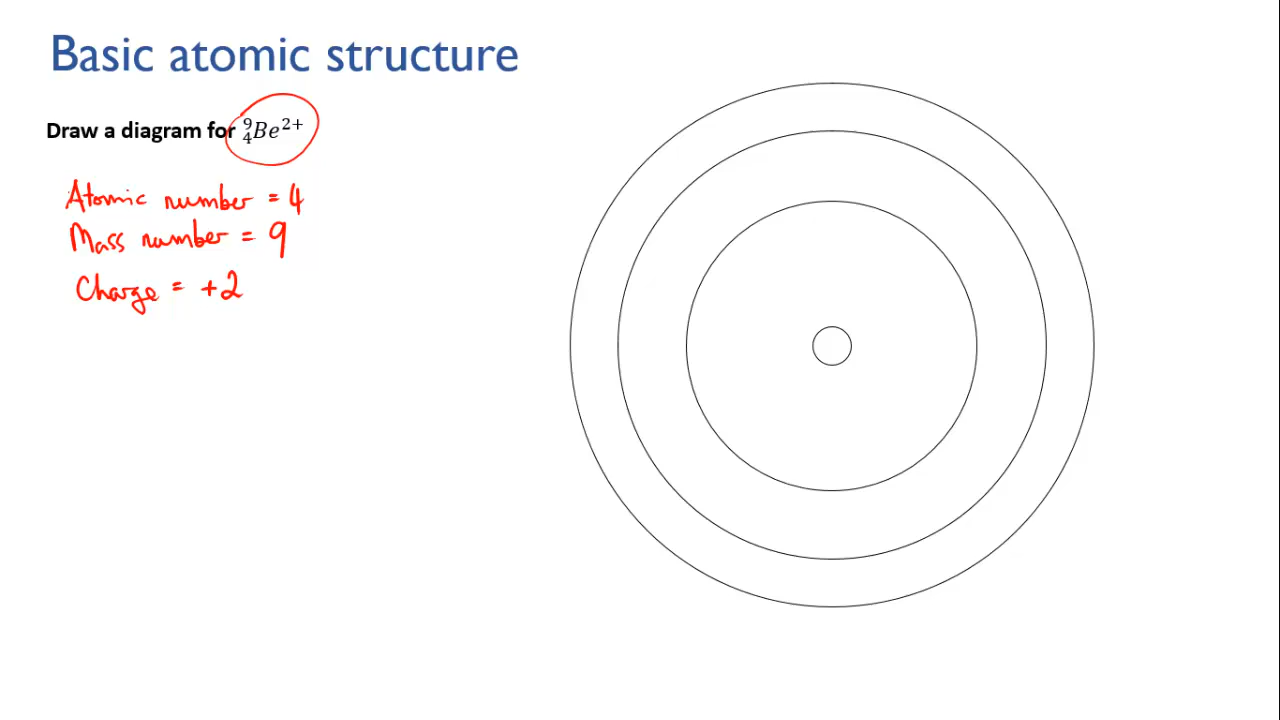 Basic atomic structure
Draw a diagram for ⁹₄Be²⁺
Atomic number = 4
Mass number = 9
Charge = +2